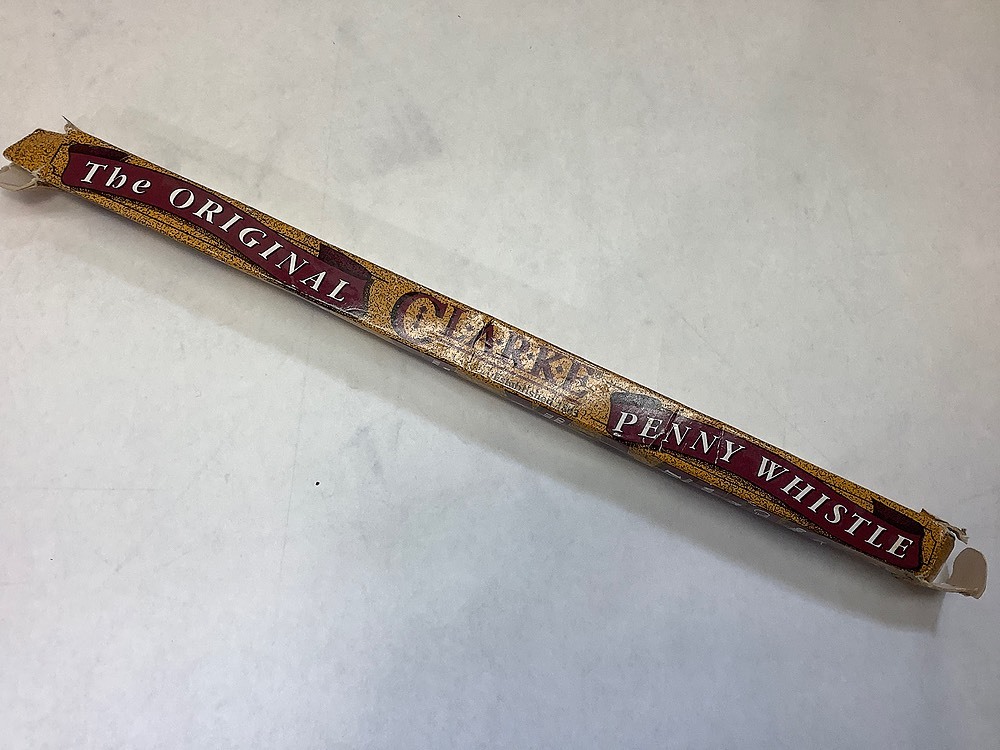 The ORIGINAL
CLARKE
PENNY WHISTLE